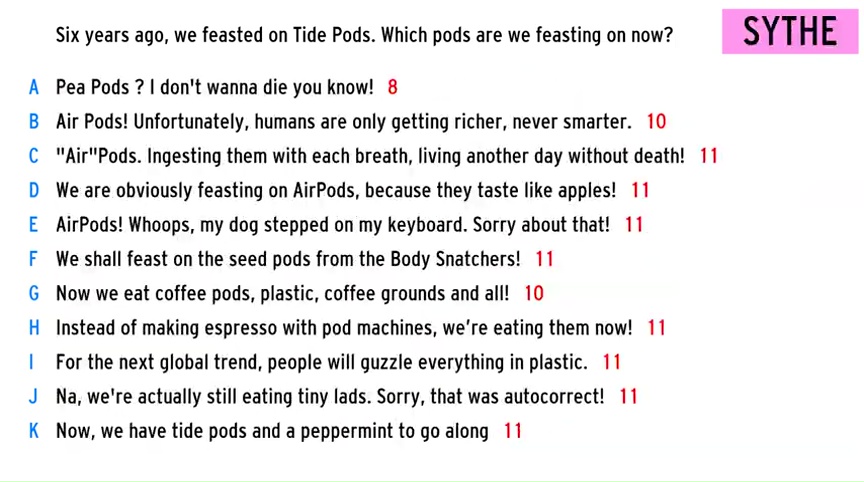 Six years ago, we feasted on Tide Pods. Which pods are we feasting on now?
SYTHE
A Pea Pods ? I don't wanna die you know! 8
B Air Pods! Unfortunately, humans are only getting richer, never smarter. 10
C "Air"Pods. Ingesting them with each breath, living another day without death! 11
D We are obviously feasting on AirPods, because they taste like apples! 11
E AirPods! Whoops, my dog stepped on my keyboard. Sorry about that! 11
F We shall feast on the seed pods from the Body Snatchers! 11
G Now we eat coffee pods, plastic, coffee grounds and all! 10
H Instead of making espresso with pod machines, we’re eating them now! 11
I For the next global trend, people will guzzle everything in plastic. 11
J Na, we're actually still eating tiny lads. Sorry, that was autocorrect! 11
K Now, we have tide pods and a peppermint to go along 11